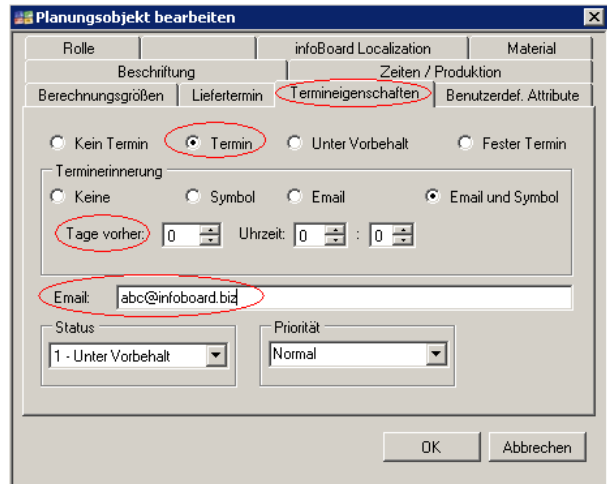 Planungsobjekt bearbeiten
Rolle infoBoard Localization Material
Beschriftung Zeiten / Produktion
Berechnungsgrößen Liefertermin Termineigenschaften Benutzerdef. Attribute
Kein Termin Termin Unter Vorbehalt Fester Termin
Terminerinnerung
Keine Symbol Email Email und Symbol
Tage vorher: 0 Uhrzeit: 0 : 0
Email: abc@infoboard.biz
Status Priorität
1 - Unter Vorbehalt Normal
OK Abbrechen